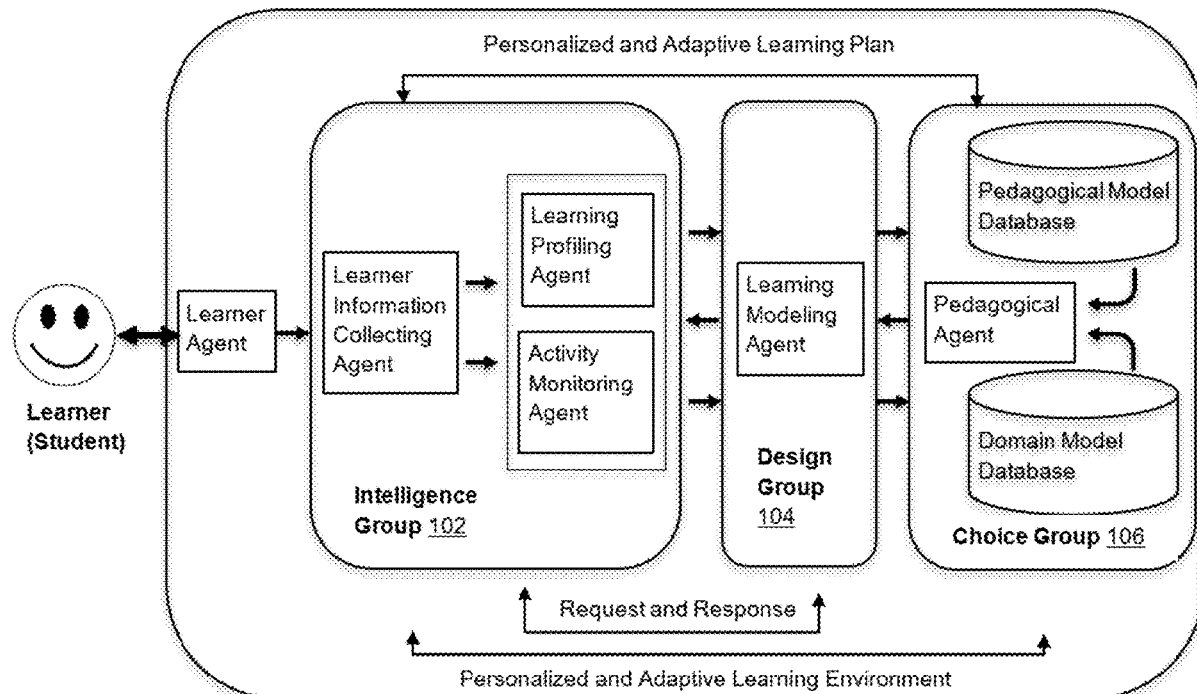 Personalized and Adaptive Learning Plan
Learner
(Student)
Learner
Agent
Learner
Information
Collecting
Agent
Learning
Profiling
Agent
Activity
Monitoring
Agent
Intelligence
Group 102
Learning
Modeling
Agent
Design
Group
104
Pedagogical Model
Database
Pedagogical
Agent
Domain Model
Database
Choice Group 106
Request and Response
Personalized and Adaptive Learning Environment